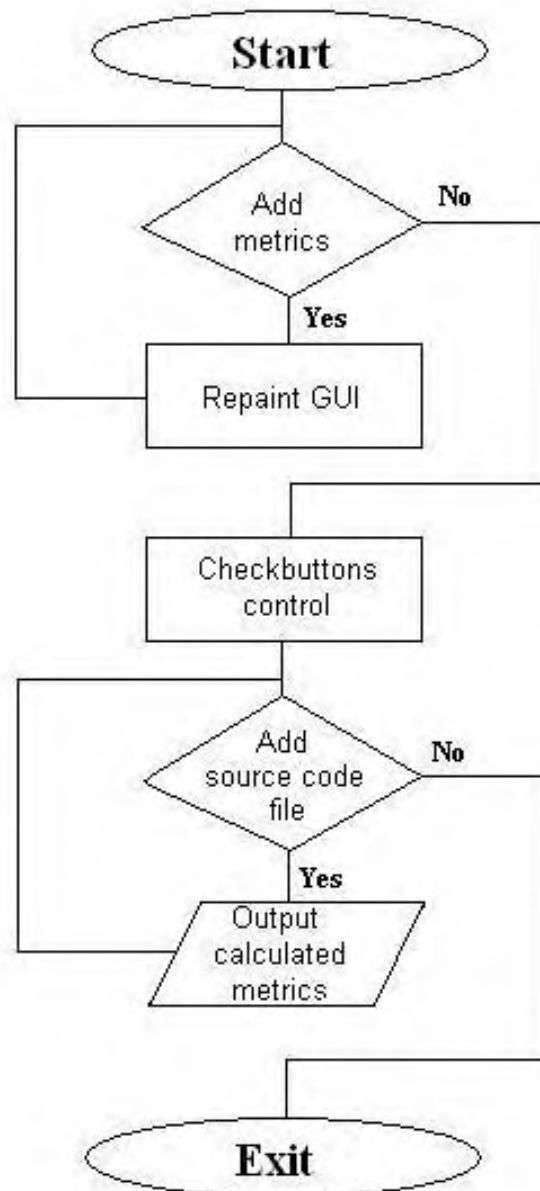 Start
Add
metrics
No
Yes
Repaint GUI
Checkbuttons
control
Add
source code
file
No
Yes
Output
calculated
metrics
Exit